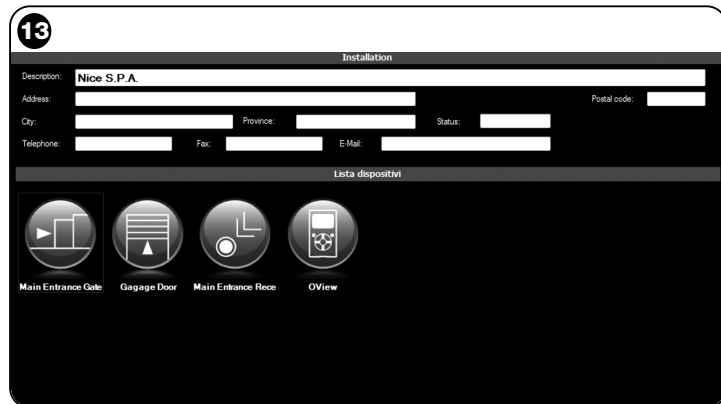 13
Installation
Description: Nice S.P.A.
Address: Postal code:
City: Province: Status:
Telephone: Fax: E-Mail:
Lista dispositivi
Main Entrance Gate Gagage Door Main Entrance Rece OView